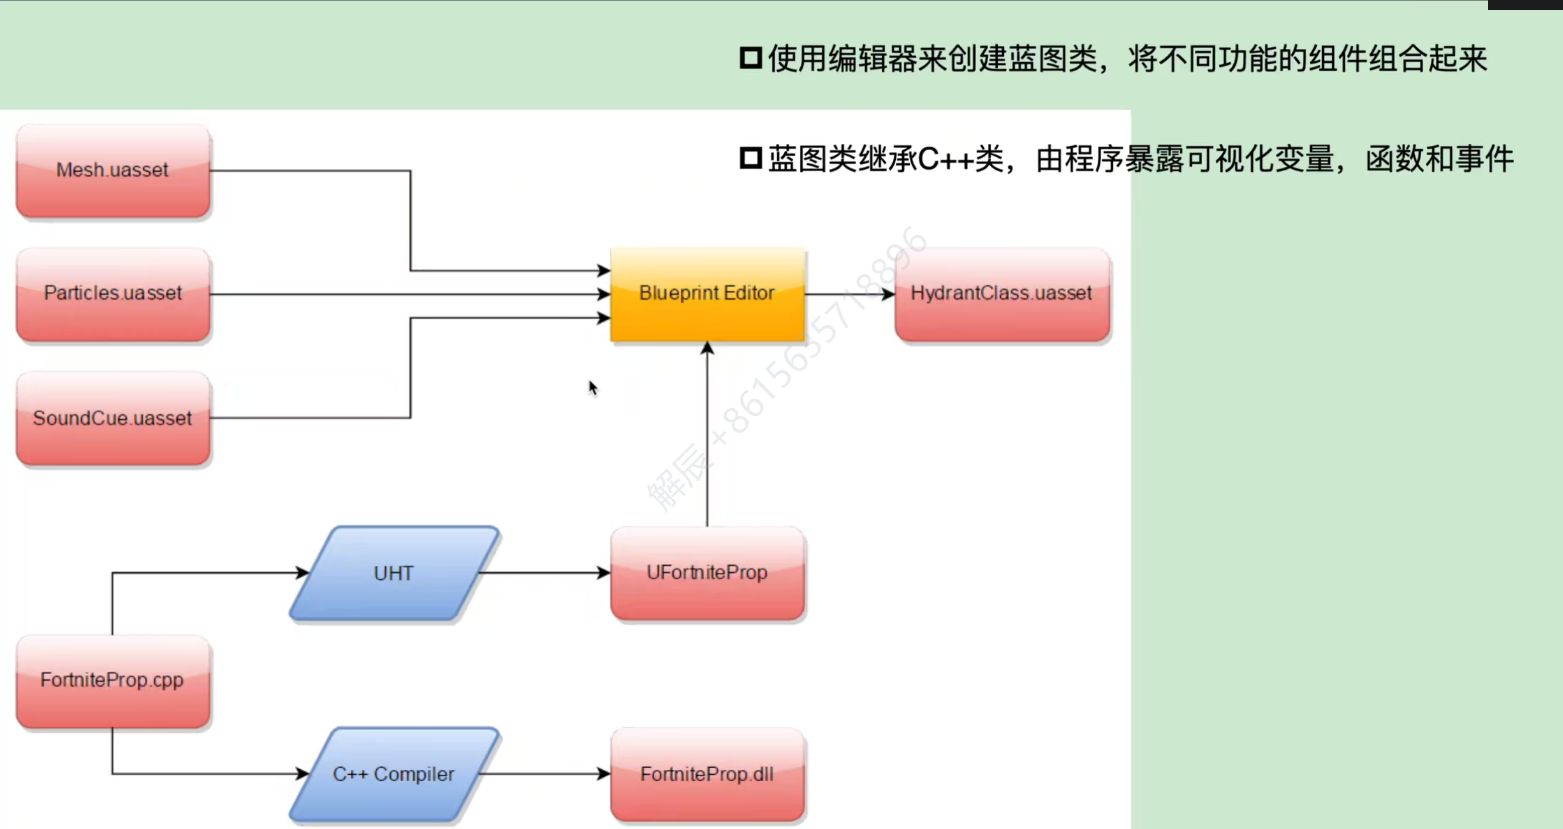 使用编辑器来创建蓝图类，将不同功能的组件组合起来
蓝图类继承C++类，由程序暴露可视化变量，函数和事件
Mesh.uasset
Particles.uasset
Blueprint Editor
HydrantClass.uasset
SoundCue.uasset
解辰+8615635718896
UHT
UFortniteProp
FortniteProp.cpp
C++ Compiler
FortniteProp.dll